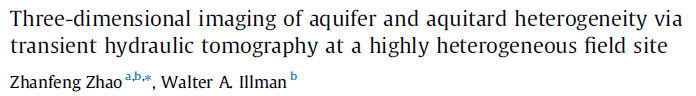 Three-dimensional imaging of aquifer and aquitard heterogeneity via
transient hydraulic tomography at a highly heterogeneous field site
Zhanfeng Zhao a,b,*, Walter A. Illman b